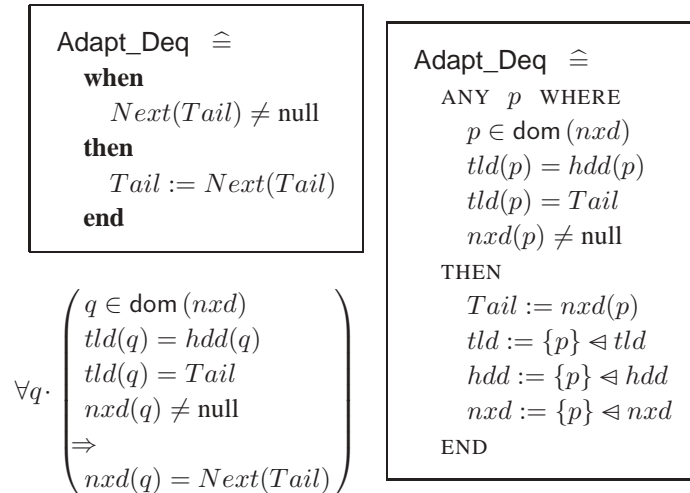 Adapt_Deq ≙
when
Next(Tail) ≠ null
then
Tail := Next(Tail)
end
∀q·
q ∈ dom (nxd)
tld(q) = hdd(q)
tld(q) = Tail
nxd(q) ≠ null
⇒
nxd(q) = Next(Tail)
Adapt_Deq ≙
ANY p WHERE
p ∈ dom (nxd)
tld(p) = hdd(p)
tld(p) = Tail
nxd(p) ≠ null
THEN
Tail := nxd(p)
tld := {p} ⩤ tld
hdd := {p} ⩤ hdd
nxd := {p} ⩤ nxd
END